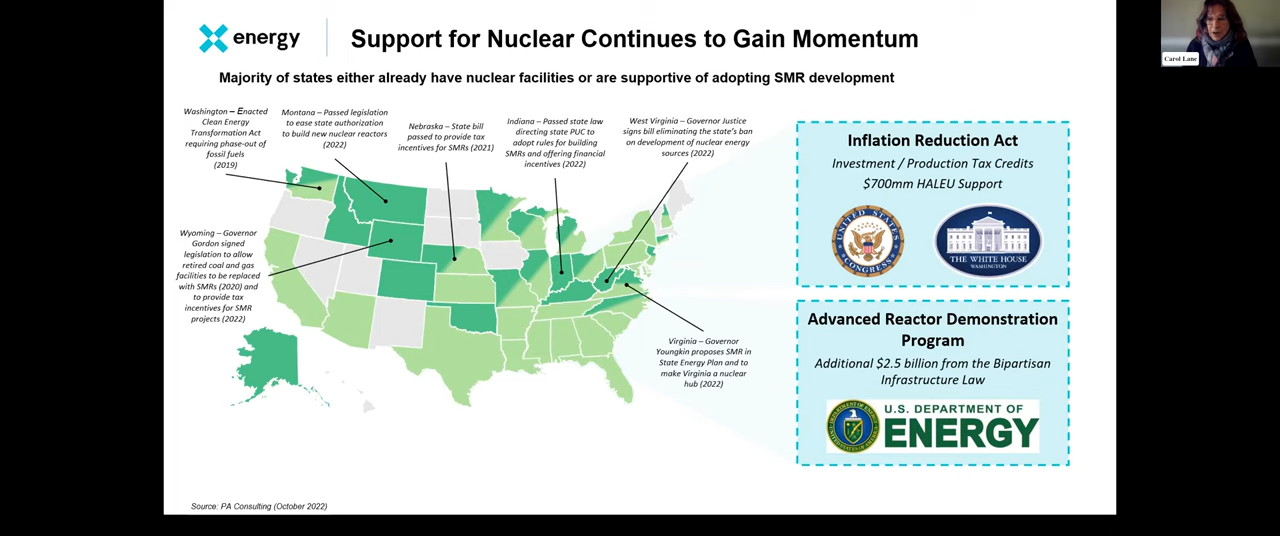 energy
Support for Nuclear Continues to Gain Momentum
Majority of states either already have nuclear facilities or are supportive of adopting SMR development
Washington – Enacted
Clean Energy
Transformation Act
requiring phase-out of
fossil fuels
(2019)
Montana – Passed legislation
to ease state authorization
to build new nuclear reactors
(2022)
Nebraska – State bill
passed to provide tax
incentives for SMRs (2021)
Indiana – Passed state law
directing state PUC to
adopt rules for building
SMRs and offering financial
incentives (2022)
West Virginia – Governor Justice
signs bill eliminating the state's ban
on development of nuclear energy
sources (2022)
Wyoming – Governor
Gordon signed
legislation to allow
retired coal and gas
facilities to be replaced
with SMRs (2020) and
to provide tax
incentives for SMR
projects (2022)
Virginia – Governor
Youngkin proposes SMR in
State Energy Plan and to
make Virginia a nuclear
hub (2022)
Inflation Reduction Act
Investment / Production Tax Credits
$700mm HALEU Support
UNITED STATES
CONGRESS
THE WHITE HOUSE
WASHINGTON
Advanced Reactor Demonstration
Program
Additional $2.5 billion from the Bipartisan
Infrastructure Law
U.S. DEPARTMENT OF
ENERGY
Source: PA Consulting (October 2022)
Carol Lane